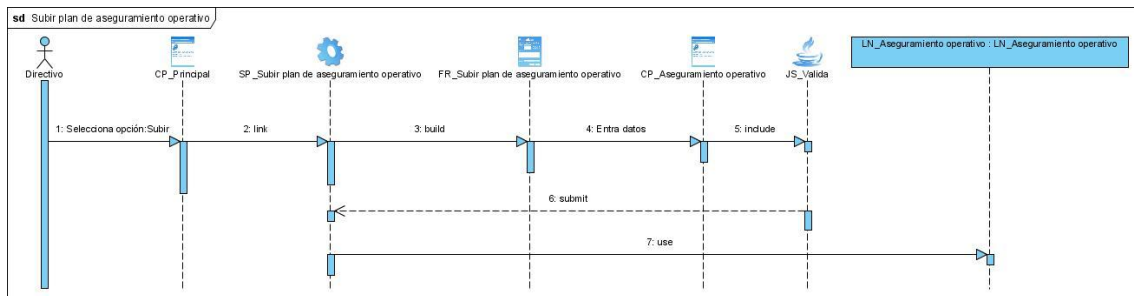 sd Subir plan de aseguramiento operativo
LN_Aseguramiento operativo : LN_Aseguramiento operativo
Directivo
CP_Principal
SP_Subir plan de aseguramiento operativo
FR_Subir plan de aseguramiento operativo
CP_Aseguramiento operativo
JS_Valida
1: Selecciona opción:Subir
2: link
3: build
4: Entra datos
5: include
6: submit
7: use